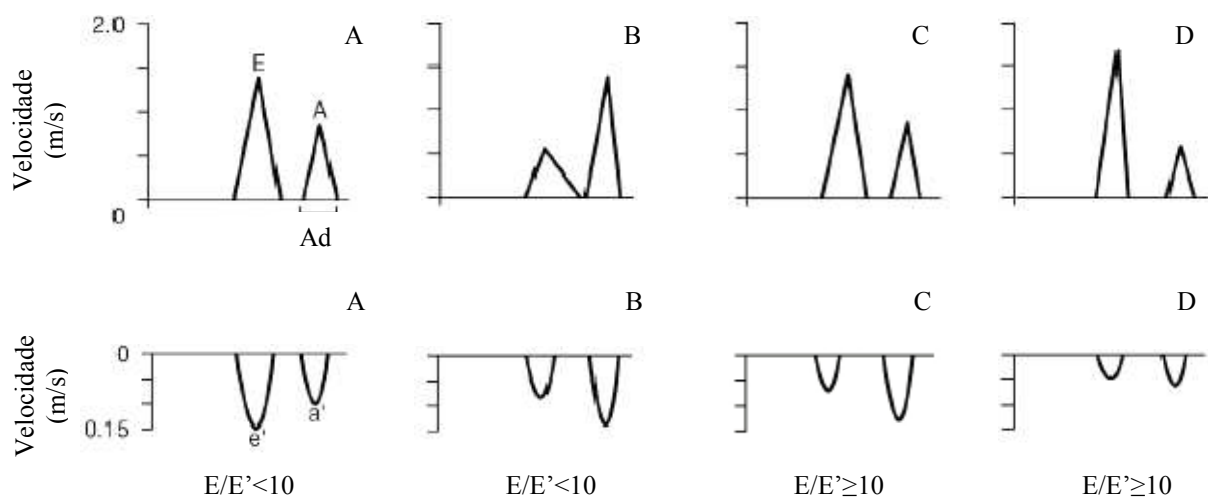 2.0
A
B
C
D
E
A
Velocidade
(m/s)
0
Ad
A
B
C
D
Velocidade
(m/s)
0
0.15
e'
a'
E/E’<10
E/E’<10
E/E’≥10
E/E’≥10